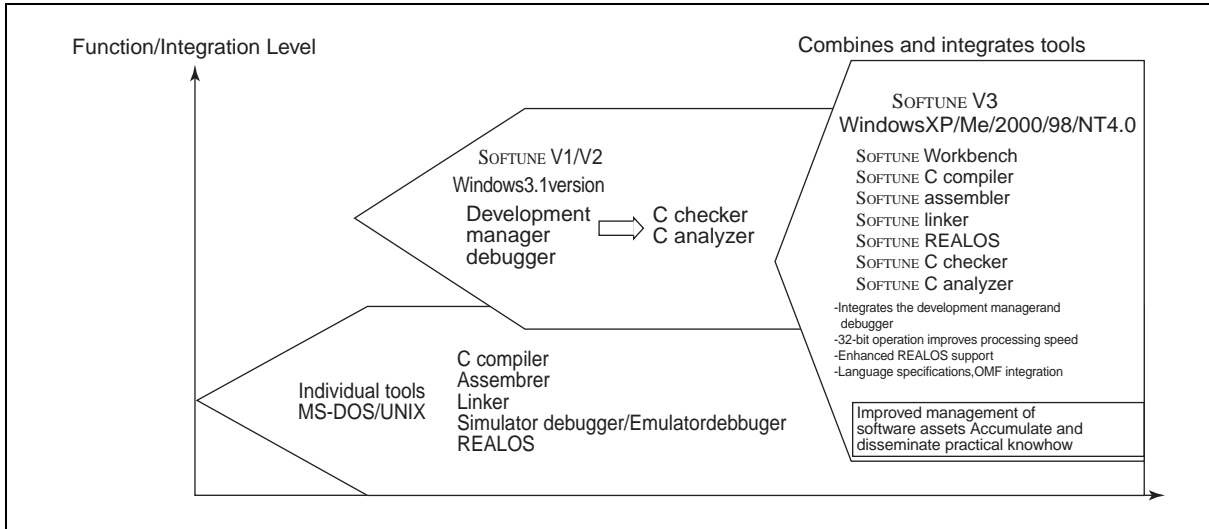 Function/Integration Level
Combines and integrates tools
SOFTUNE V3
WindowsXP/Me/2000/98/NT4.0
SOFTUNE Workbench
SOFTUNE C compiler
SOFTUNE assembler
SOFTUNE linker
SOFTUNE REALOS
SOFTUNE C checker
SOFTUNE C analyzer
-Integrates the development managerand
debugger
-32-bit operation improves processing speed
-Enhanced REALOS support
-Language specifications,OMF integration
Improved management of
software assets Accumulate and
disseminate practical knowhow
SOFTUNE V1/V2
Windows3.1version
Development
manager
debugger
C checker
C analyzer
Individual tools
MS-DOS/UNIX
C compiler
Assembrer
Linker
Simulator debugger/Emulatordebbuger
REALOS